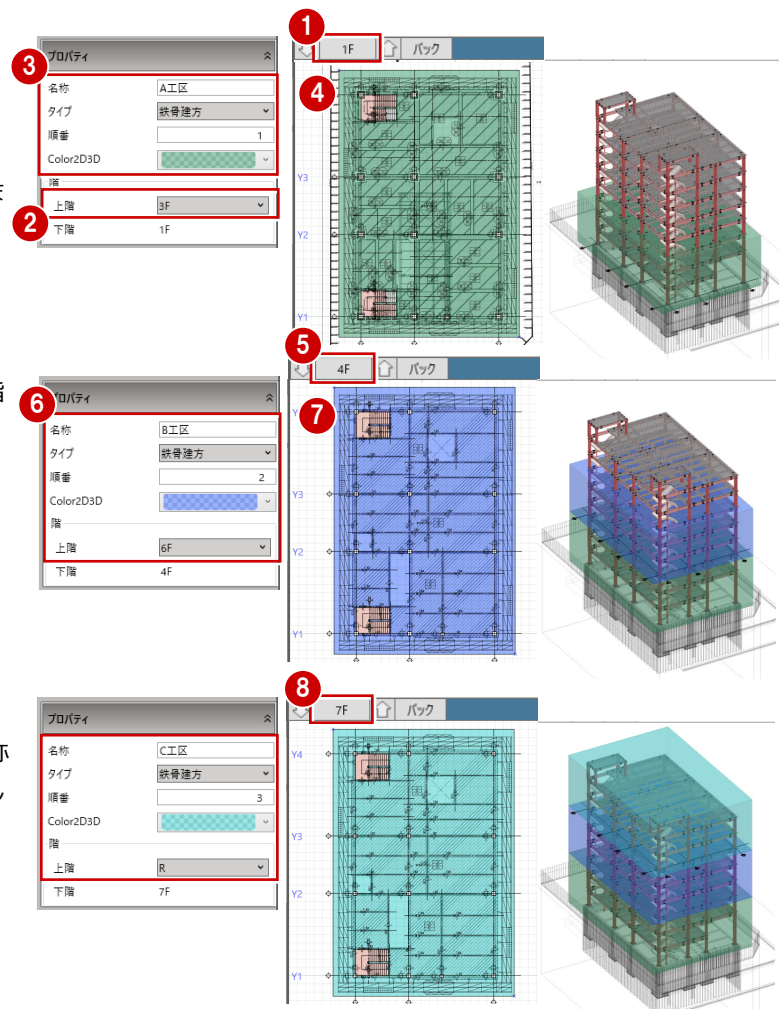 1
1F
バック
3
プロパティ
名称
A工区
タイプ
鉄骨建方
順番
1
Color2D3D
階
2
上階
3F
下階
1F
4
Y3
Y2
Y1
5
4F
バック
階
6
プロパティ
名称
B工区
タイプ
鉄骨建方
順番
2
Color2D3D
階
上階
6F
下階
4F
7
Y3
Y2
Y1
8
7F
バック
プロパティ
称
名称
C工区
タイプ
鉄骨建方
順番
3
Color2D3D
階
上階
R
下階
7F
Y4
Y3
Y2
Y1